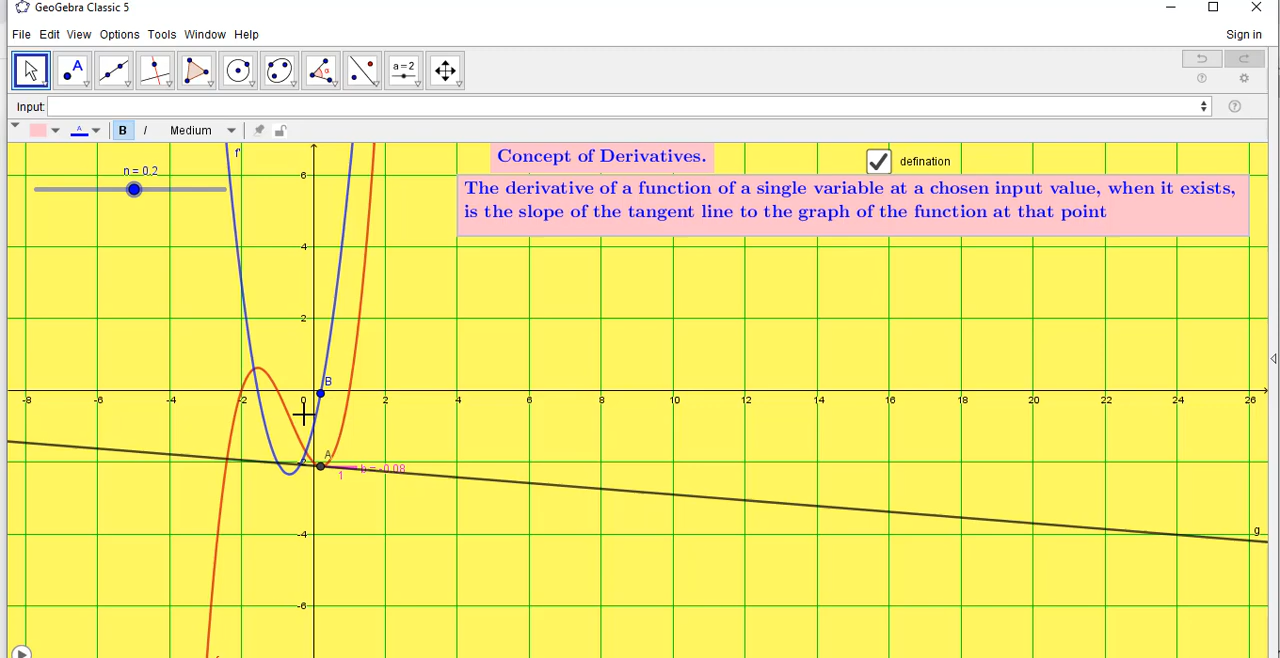 GeoGebra Classic 5
File Edit View Options Tools Window Help
Sign in
A
a=2
Input:
A B I Medium
f'
n = 0.2
Concept of Derivatives.
defination
The derivative of a function of a single variable at a chosen input value, when it exists,
is the slope of the tangent line to the graph of the function at that point
6
4
2
B
-8 -6 -4 -2 0 2 4 6 8 10 12 14 16 18 20 22 24 26
A
-2
b = -0.08
1
g
-4
-6